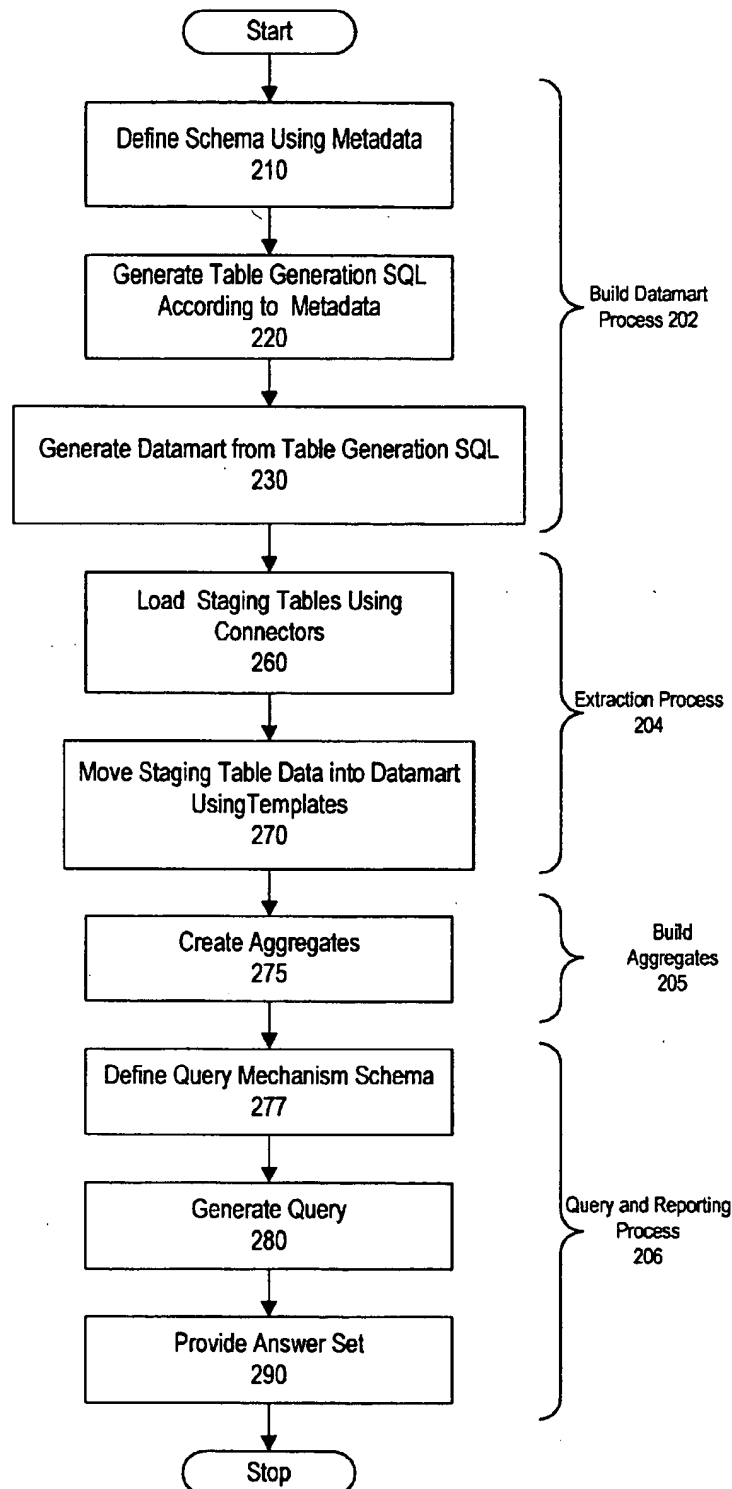 Start
Define Schema Using Metadata
210
Generate Table Generation SQL
According to Metadata
220
Build Datamart
Process 202
Generate Datamart from Table Generation SQL
230
Load Staging Tables Using
Connectors
260
Extraction Process
204
Move Staging Table Data into Datamart
UsingTemplates
270
Create Aggregates
275
Build
Aggregates
205
Define Query Mechanism Schema
277
Generate Query
280
Query and Reporting
Process
206
Provide Answer Set
290
Stop